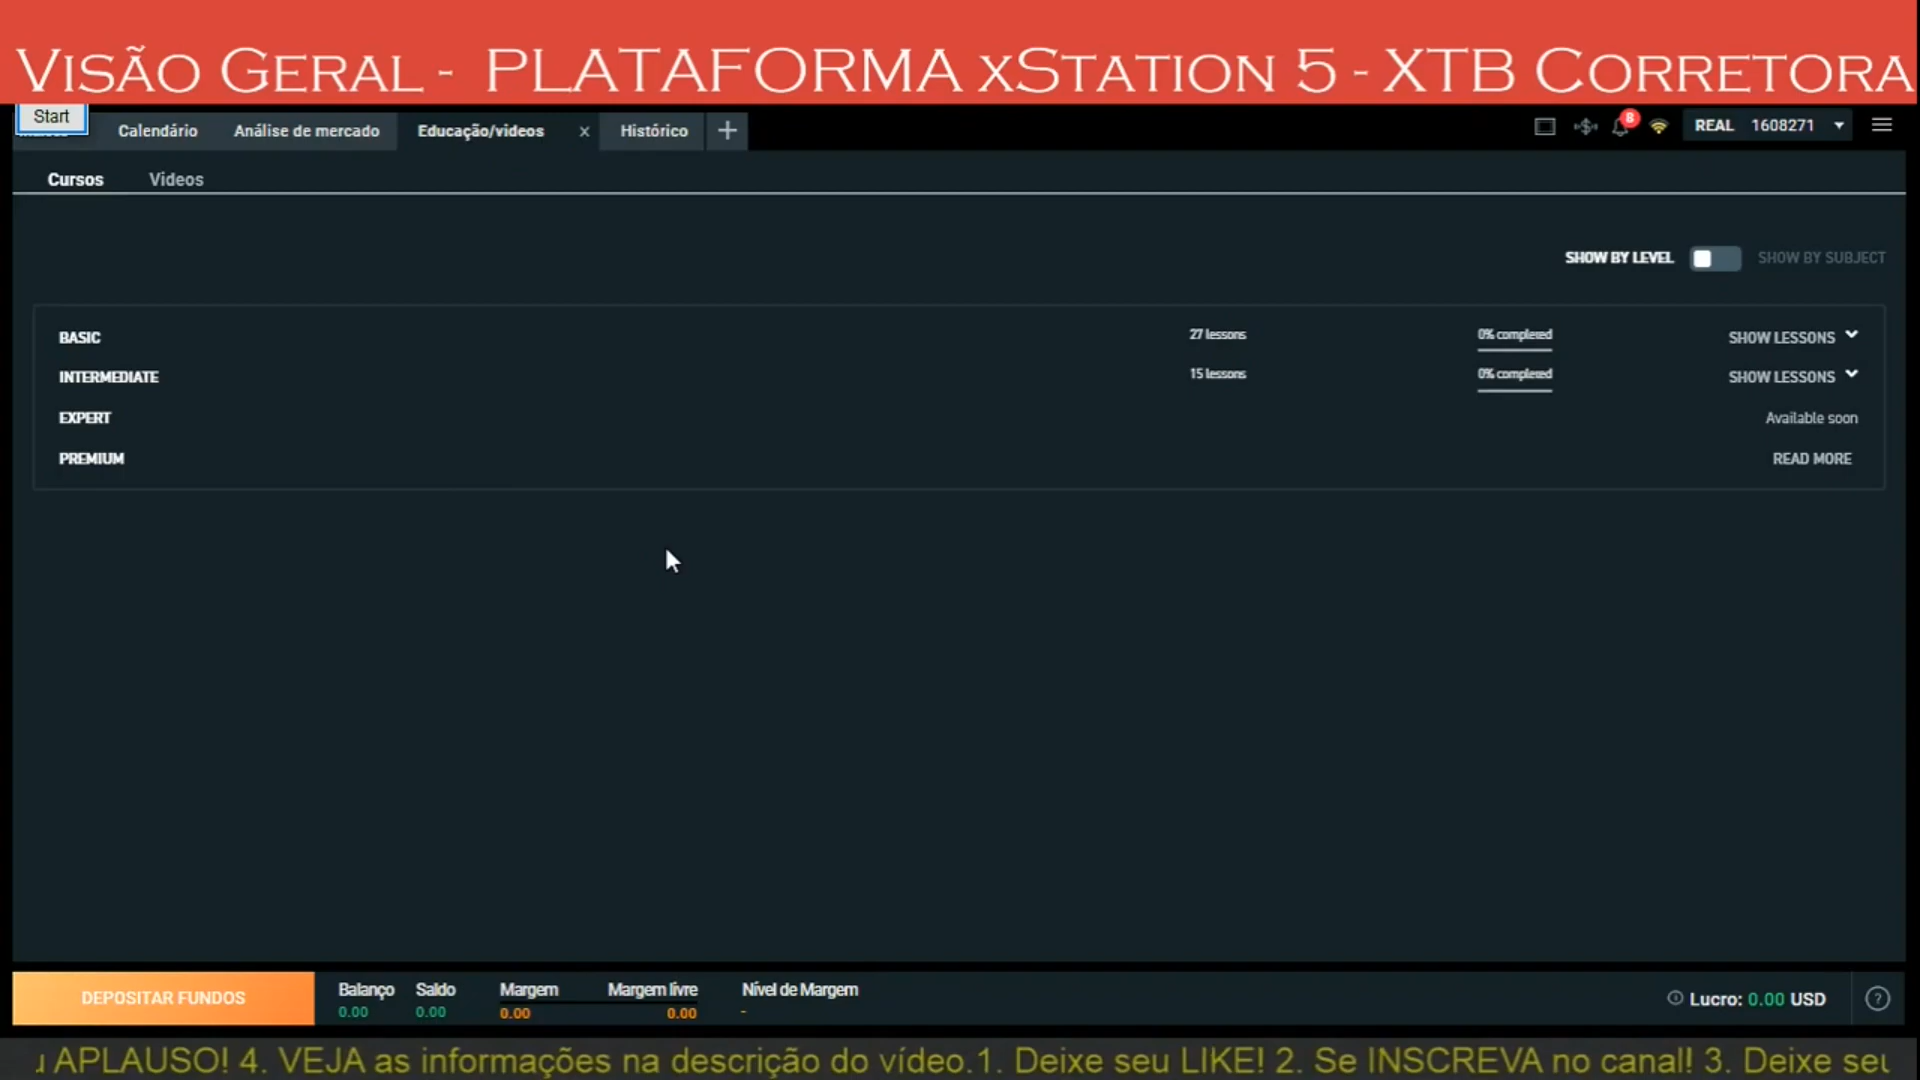 VISÃO GERAL - PLATAFORMA xSTATION 5 - XTB CORRETORA
Start
Calendário Análise de mercado Educação/videos x Histórico +
8 REAL 1608271
Cursos Videos
SHOW BY LEVEL SHOW BY SUBJECT
BASIC 27 lessons 0% completed SHOW LESSONS
INTERMEDIATE 15 lessons 0% completed SHOW LESSONS
EXPERT Available soon
PREMIUM READ MORE
DEPOSITAR FUNDOS
Balanço Saldo Margem Margem livre Nível de Margem
0.00 0.00 0.00 0.00 -
Lucro: 0.00 USD ?
APLAUSO! 4. VEJA as informações na descrição do vídeo.1. Deixe seu LIKE! 2. Se INSCREVA no canal! 3. Deixe seu